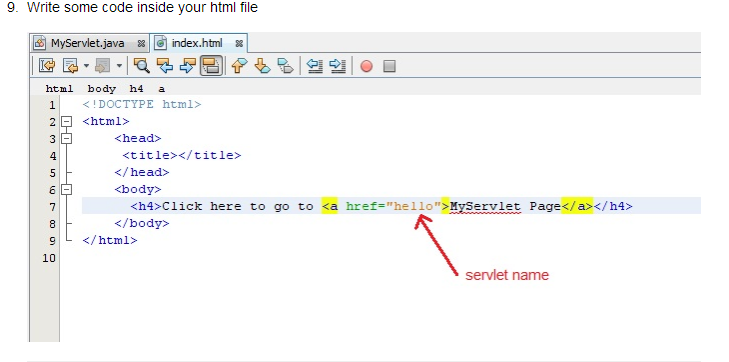 9. Write some code inside your html file
MyServlet.java index.html
html body h4 a
1 <!DOCTYPE html>
2 <html>
3 <head>
4 <title></title>
5 </head>
6 <body>
7 <h4>Click here to go to <a href="hello">MyServlet Page</a></h4>
8 </body>
9 </html>
10
servlet name